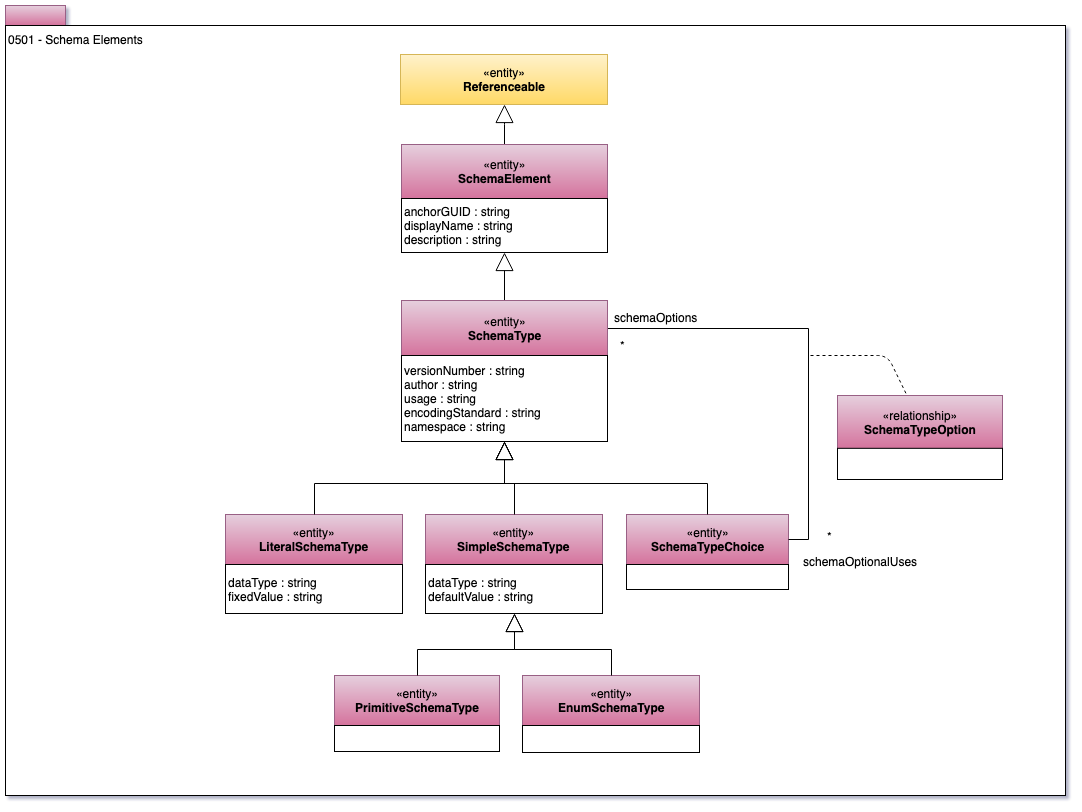 0501 - Schema Elements
«entity»
Referenceable
«entity»
SchemaElement
anchorGUID : string
displayName : string
description : string
«entity»
SchemaType
schemaOptions
*
versionNumber : string
author : string
usage : string
encodingStandard : string
namespace : string
«relationship»
SchemaTypeOption
«entity»
LiteralSchemaType
dataType : string
fixedValue : string
«entity»
SimpleSchemaType
dataType : string
defaultValue : string
«entity»
SchemaTypeChoice
*
schemaOptionalUses
«entity»
PrimitiveSchemaType
«entity»
EnumSchemaType